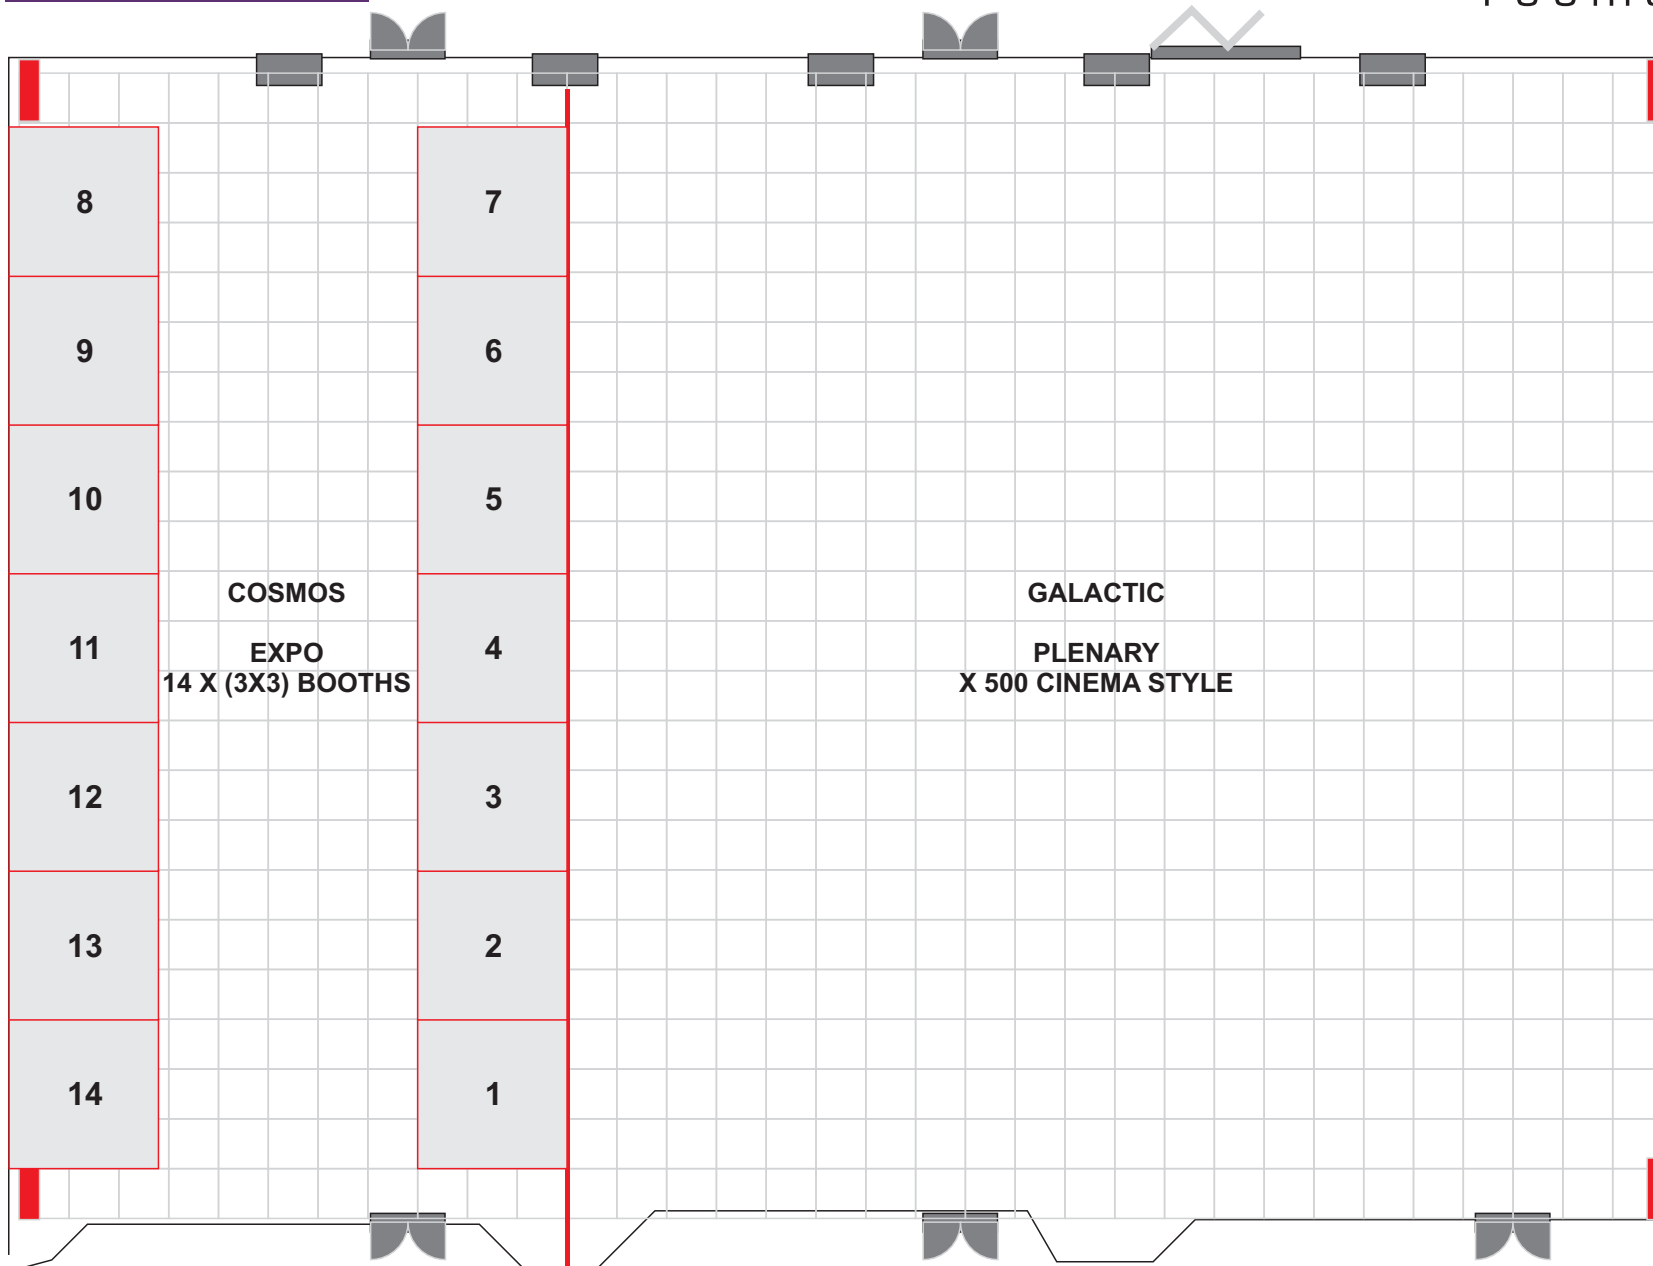 8
7
9
6
10
5
COSMOS
GALACTIC
11
EXPO
14 X (3X3) BOOTHS
4
PLENARY
X 500 CINEMA STYLE
12
3
13
2
14
1